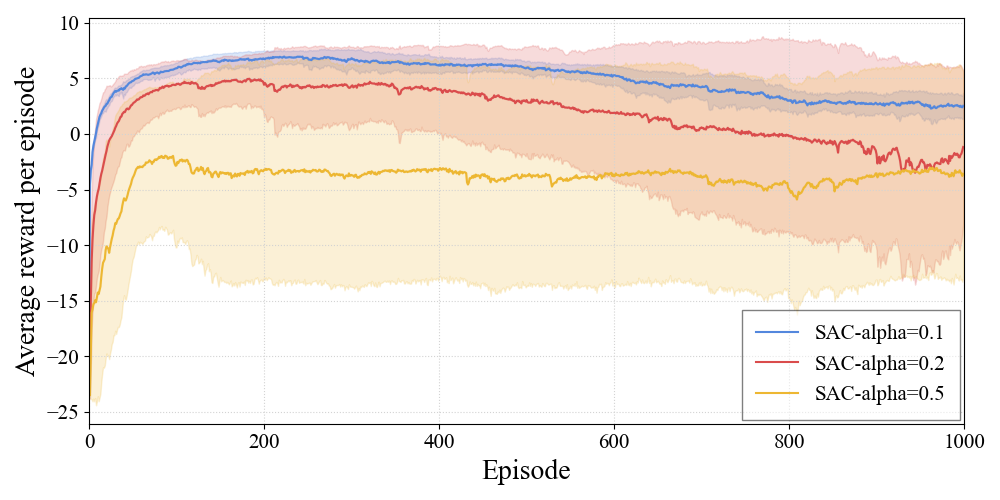 10
5
0
−5
−10
−15
−20
−25
Average reward per episode
0 200 400 600 800 1000
Episode
SAC-alpha=0.1
SAC-alpha=0.2
SAC-alpha=0.5